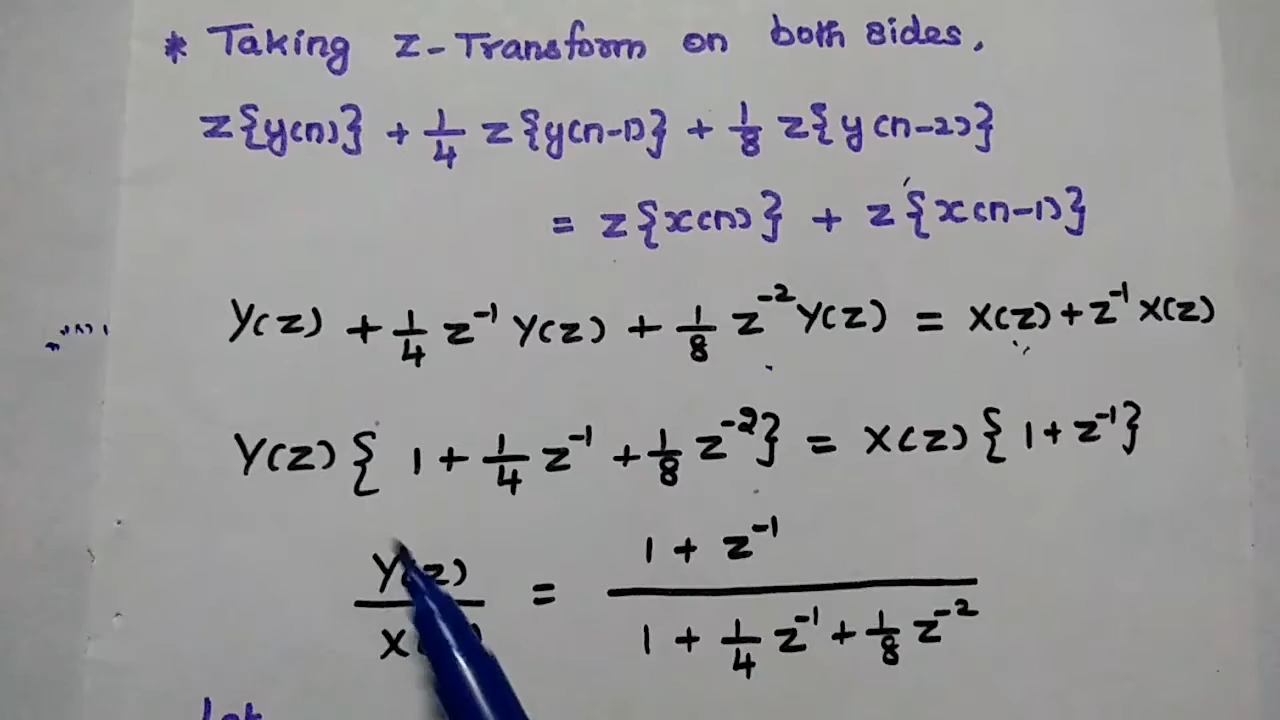 * Taking z-Transform on both sides,
z{y(n)} + 1/4 z{y(n-1)} + 1/8 z{y(n-2)}
= z{x(n)} + z{x(n-1)}
Y(z) + 1/4 z⁻¹ Y(z) + 1/8 z⁻² Y(z) = X(z) + z⁻¹ X(z)
Y(z) { 1 + 1/4 z⁻¹ + 1/8 z⁻² } = X(z) { 1 + z⁻¹ }
Y(z)/X = (1 + z⁻¹)/(1 + 1/4 z⁻¹ + 1/8 z⁻²)